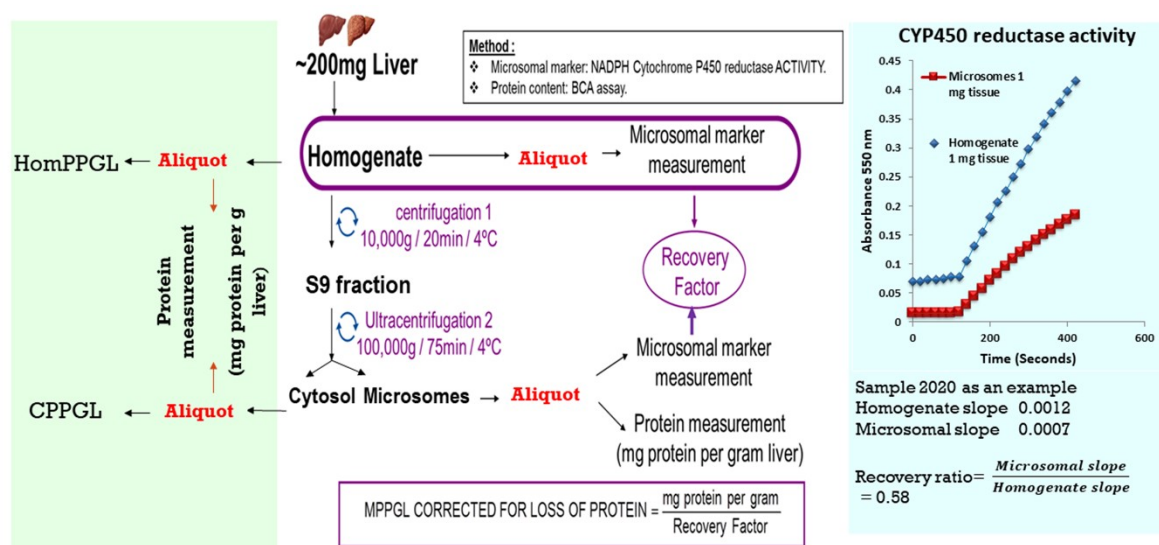 ~200mg Liver
Method :
❖ Microsomal marker: NADPH Cytochrome P450 reductase ACTIVITY.
❖ Protein content: BCA assay.
HomPPGL
Aliquot
Homogenate
Aliquot
Microsomal marker
measurement
centrifugation 1
10,000g / 20min / 4ºC
Recovery
Factor
Protein
measurement
(mg protein per g
liver)
S9 fraction
Ultracentrifugation 2
100,000g / 75min / 4ºC
Microsomal marker
measurement
CPPGL
Aliquot
Cytosol Microsomes
Aliquot
Protein measurement
(mg protein per gram liver)
MPPGL CORRECTED FOR LOSS OF PROTEIN = mg protein per gram
Recovery Factor
CYP450 reductase activity
0.45
0.4
0.35
0.3
0.25
0.2
0.15
0.1
0.05
0
Absorbance 550 nm
Microsomes 1
mg tissue
Homogenate
1 mg tissue
0 200 400 600
Time (Seconds)
Sample 2020 as an example
Homogenate slope 0.0012
Microsomal slope 0.0007
Recovery ratio= Microsomal slope
Homogenate slope
= 0.58